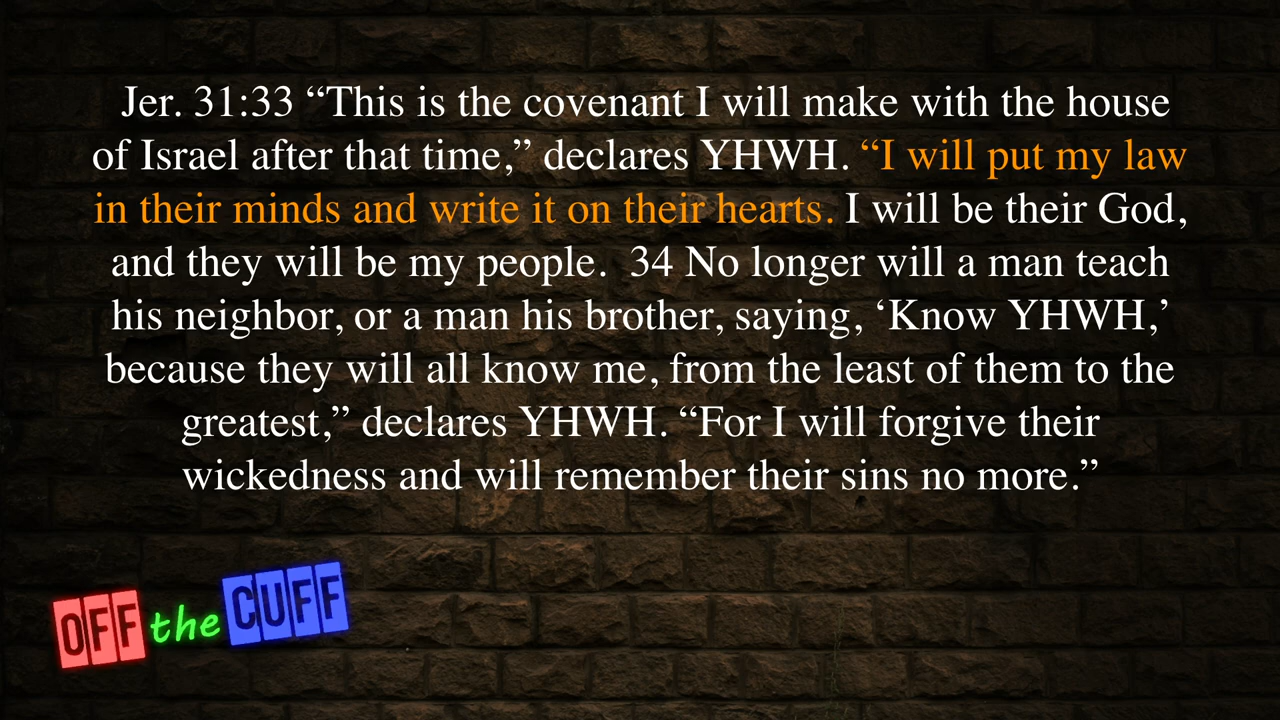 Jer. 31:33 “This is the covenant I will make with the house
of Israel after that time,” declares YHWH. “I will put my law
in their minds and write it on their hearts. I will be their God,
and they will be my people.  34 No longer will a man teach
his neighbor, or a man his brother, saying, ‘Know YHWH,’
because they will all know me, from the least of them to the
greatest,” declares YHWH. “For I will forgive their
wickedness and will remember their sins no more.”
OFF the CUFF